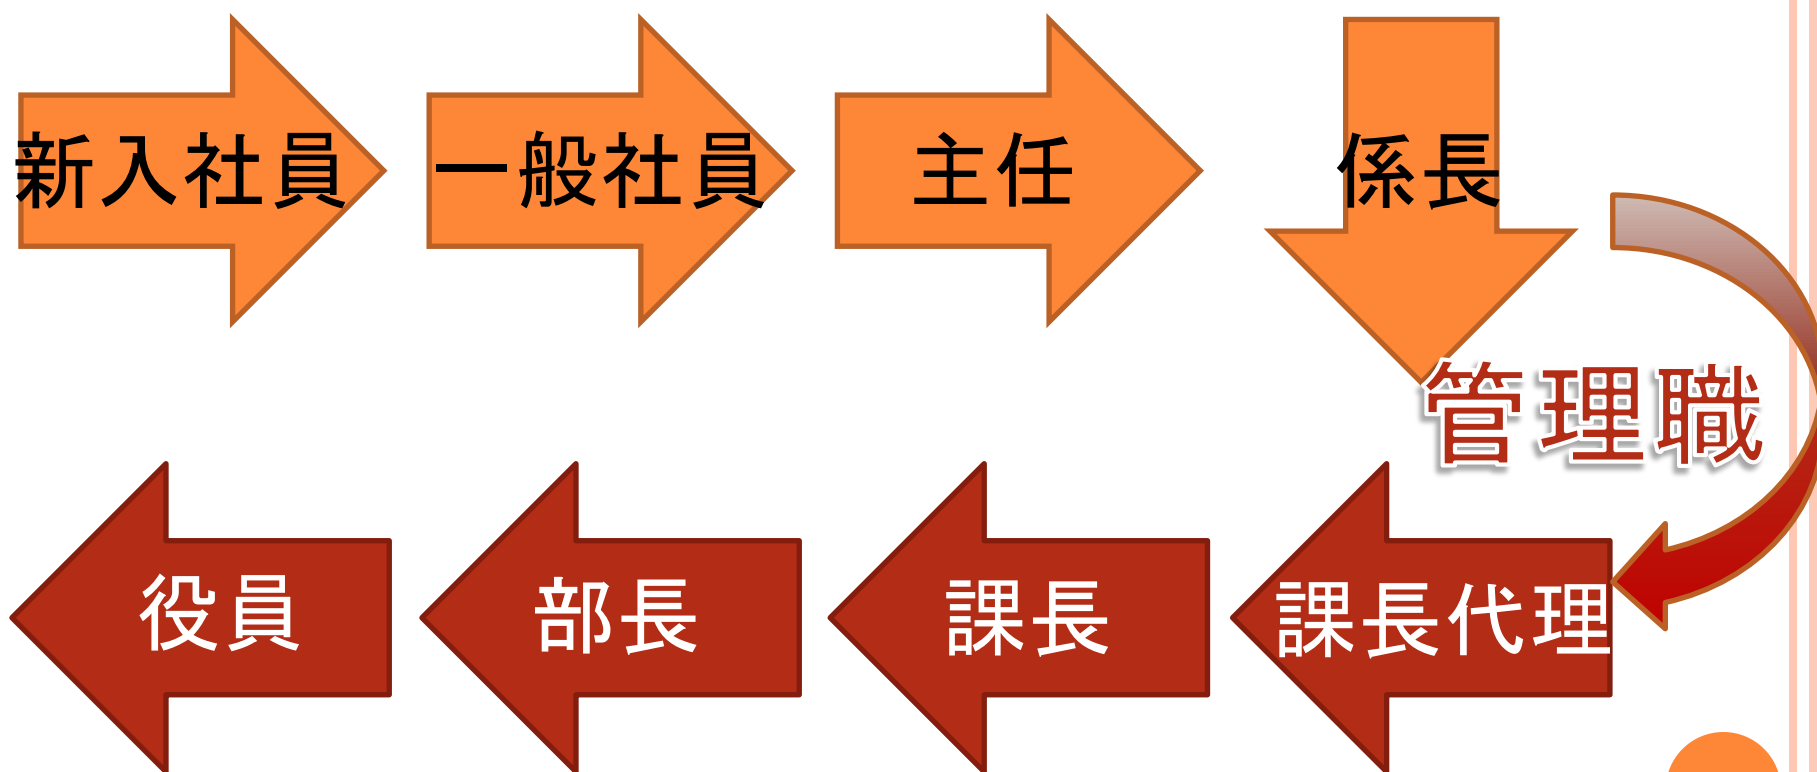 新入社員
一般社員
主任
係長
管理職
課長代理
課長
部長
役員